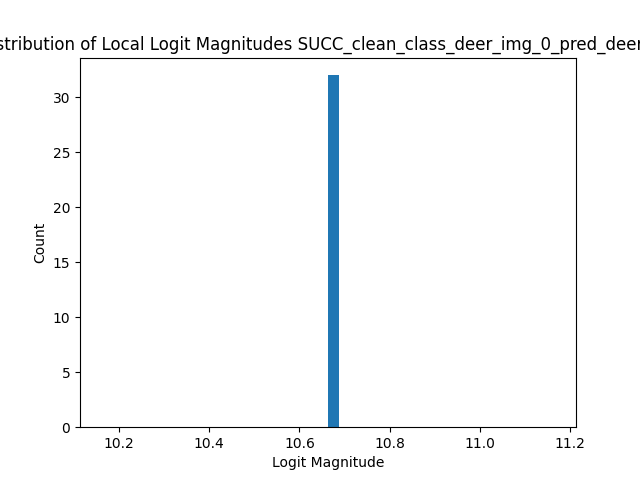 stribution of Local Logit Magnitudes SUCC_clean_class_deer_img_0_pred_deer
30
25
20
15
10
5
0
Count
10.2 10.4 10.6 10.8 11.0 11.2
Logit Magnitude